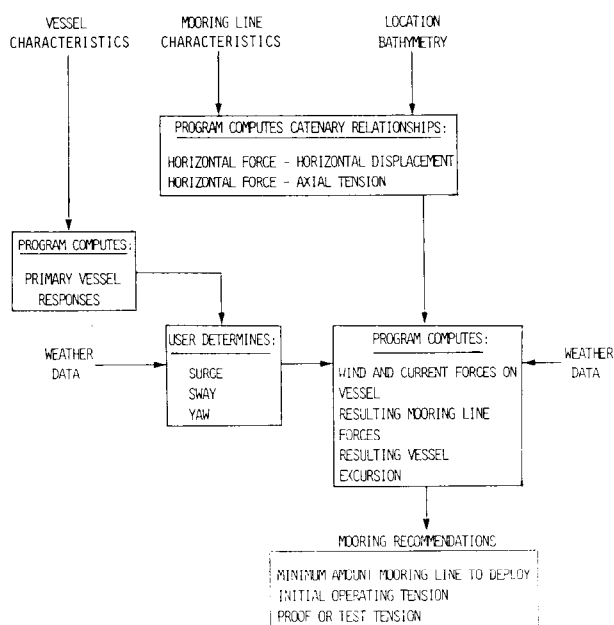 VESSEL
CHARACTERISTICS
MOORING LINE
CHARACTERISTICS
LOCATION
BATHYMETRY
PROGRAM COMPUTES CATENARY RELATIONSHIPS:
HORIZONTAL FORCE - HORIZONTAL DISPLACEMENT
HORIZONTAL FORCE - AXIAL TENSION
PROGRAM COMPUTES:
PRIMARY VESSEL
RESPONSES
WEATHER
DATA
USER DETERMINES:
SURGE
SWAY
YAW
PROGRAM COMPUTES:
WIND AND CURRENT FORCES ON
VESSEL
RESULTING MOORING LINE
FORCES
RESULTING VESSEL
EXCURSION
WEATHER
DATA
MOORING RECOMMENDATIONS
MINIMUM AMOUNT MOORING LINE TO DEPLOY
INITIAL OPERATING TENSION
PROOF OR TEST TENSION